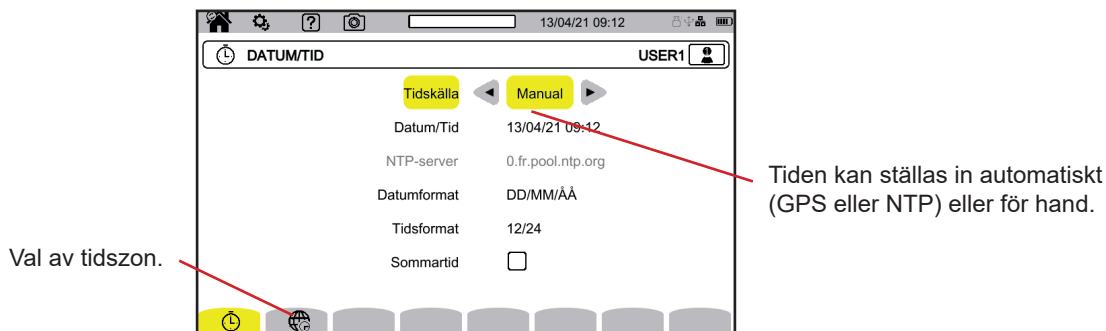 13/04/21 09:12
DATUM/TID
USER1
Tidskälla
Manual
Datum/Tid
13/04/21 09:12
NTP-server
0.fr.pool.ntp.org
Datumformat
DD/MM/ÅÅ
Tidsformat
12/24
Sommartid
Tiden kan ställas in automatiskt
(GPS eller NTP) eller för hand.
Val av tidszon.